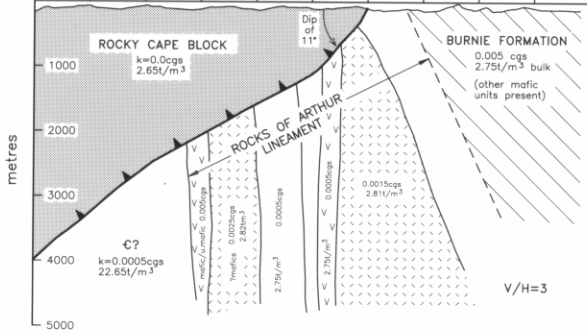 ROCKY CAPE BLOCK
k=0.0cgs
2.65t/m³
Dip
of
11°
BURNIE FORMATION
0.005 cgs
2.75t/m³ bulk
(other mafic
units present)
ROCKS OF ARTHUR
LINEAMENT
metres
1000
2000
3000
4000
5000
Ꞓ?
k=0.0005cgs
22.65t/m³
V mafic/u.mafic 0.005cgs V V
?mafics 0.0025cgs
2.82tm³
0.0005cgs
2.75t/m³
V V 0.0005cgs V
2.75t/m³ V
0.0015cgs
2.81t/m³
V/H=3